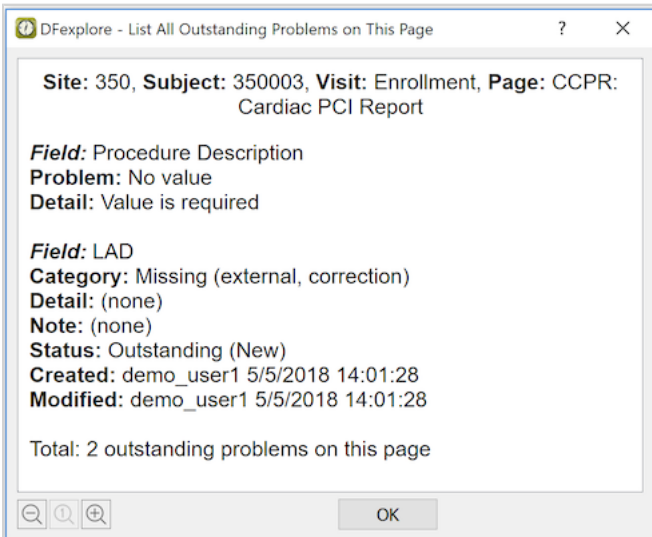 DFexplore - List All Outstanding Problems on This Page ? ×
Site: 350, Subject: 350003, Visit: Enrollment, Page: CCPR:
Cardiac PCI Report
Field: Procedure Description
Problem: No value
Detail: Value is required
Field: LAD
Category: Missing (external, correction)
Detail: (none)
Note: (none)
Status: Outstanding (New)
Created: demo_user1 5/5/2018 14:01:28
Modified: demo_user1 5/5/2018 14:01:28
Total: 2 outstanding problems on this page
1
OK